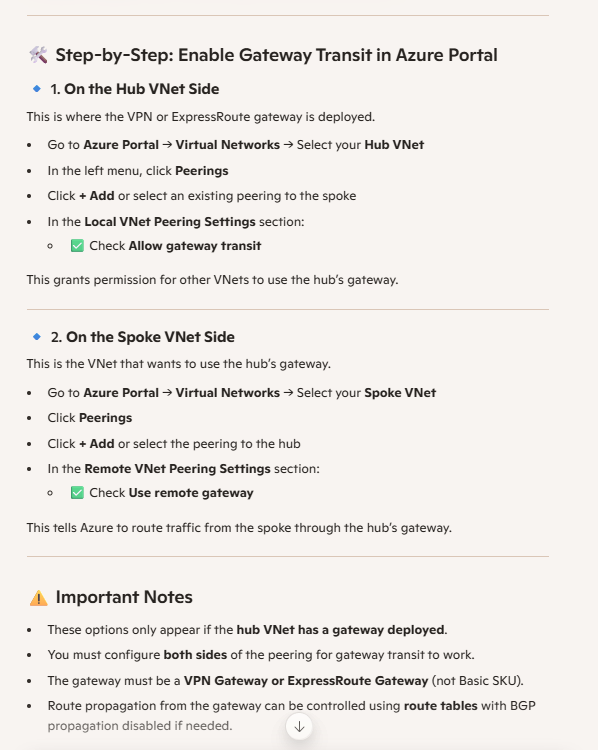 🛠️ Step-by-Step: Enable Gateway Transit in Azure Portal
🔹 1. On the Hub VNet Side
This is where the VPN or ExpressRoute gateway is deployed.
• Go to Azure Portal → Virtual Networks → Select your Hub VNet
• In the left menu, click Peerings
• Click + Add or select an existing peering to the spoke
• In the Local VNet Peering Settings section:
◦ ✅ Check Allow gateway transit
This grants permission for other VNets to use the hub's gateway.
🔹 2. On the Spoke VNet Side
This is the VNet that wants to use the hub's gateway.
• Go to Azure Portal → Virtual Networks → Select your Spoke VNet
• Click Peerings
• Click + Add or select the peering to the hub
• In the Remote VNet Peering Settings section:
◦ ✅ Check Use remote gateway
This tells Azure to route traffic from the spoke through the hub's gateway.
⚠️ Important Notes
• These options only appear if the hub VNet has a gateway deployed.
• You must configure both sides of the peering for gateway transit to work.
• The gateway must be a VPN Gateway or ExpressRoute Gateway (not Basic SKU).
• Route propagation from the gateway can be controlled using route tables with BGP
propagation disabled if needed.